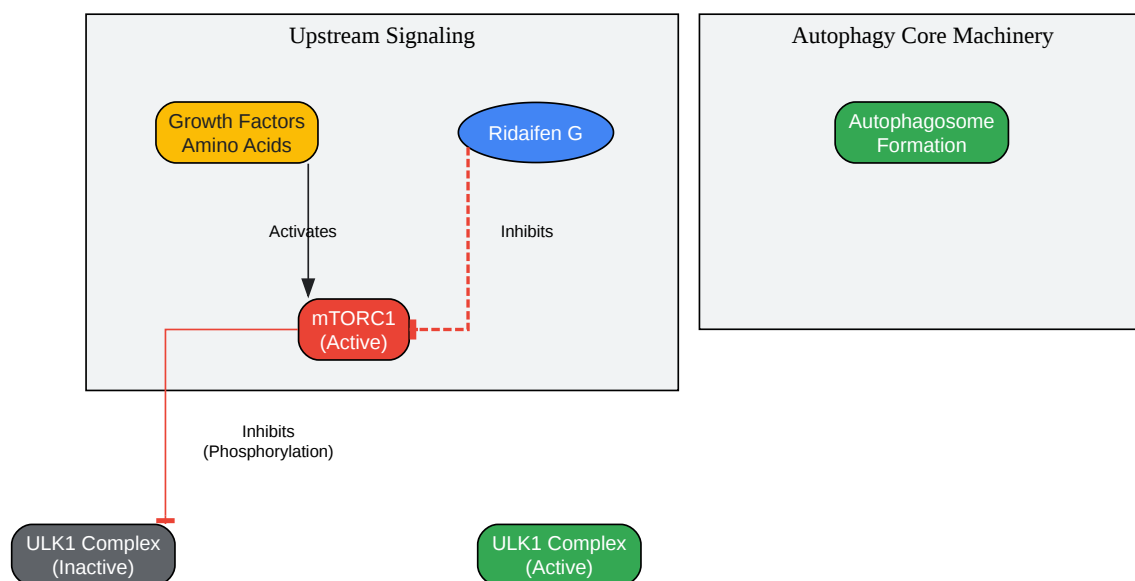 Upstream Signaling
Autophagy Core Machinery
Growth Factors
Amino Acids
Ridaifen G
Autophagosome
Formation
Activates
Inhibits
mTORC1
(Active)
Inhibits
(Phosphorylation)
ULK1 Complex
(Inactive)
ULK1 Complex
(Active)